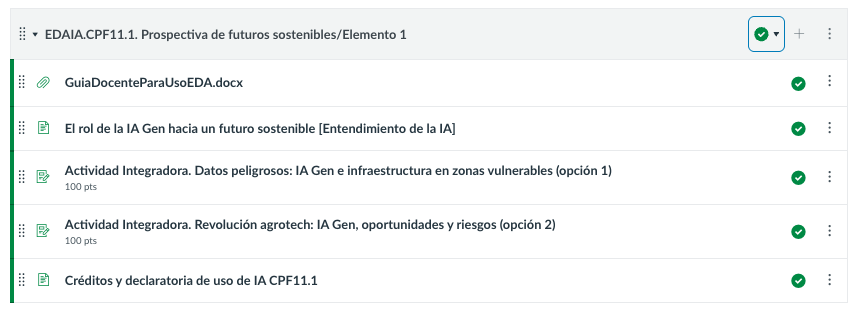 EDAIA.CPF11.1. Prospectiva de futuros sostenibles/Elemento 1
GuiaDocenteParaUsoEDA.docx
El rol de la IA Gen hacia un futuro sostenible [Entendimiento de la IA]
Actividad Integradora. Datos peligrosos: IA Gen e infraestructura en zonas vulnerables (opción 1)
100 pts
Actividad Integradora. Revolución agrotech: IA Gen, oportunidades y riesgos (opción 2)
100 pts
Créditos y declaratoria de uso de IA CPF11.1